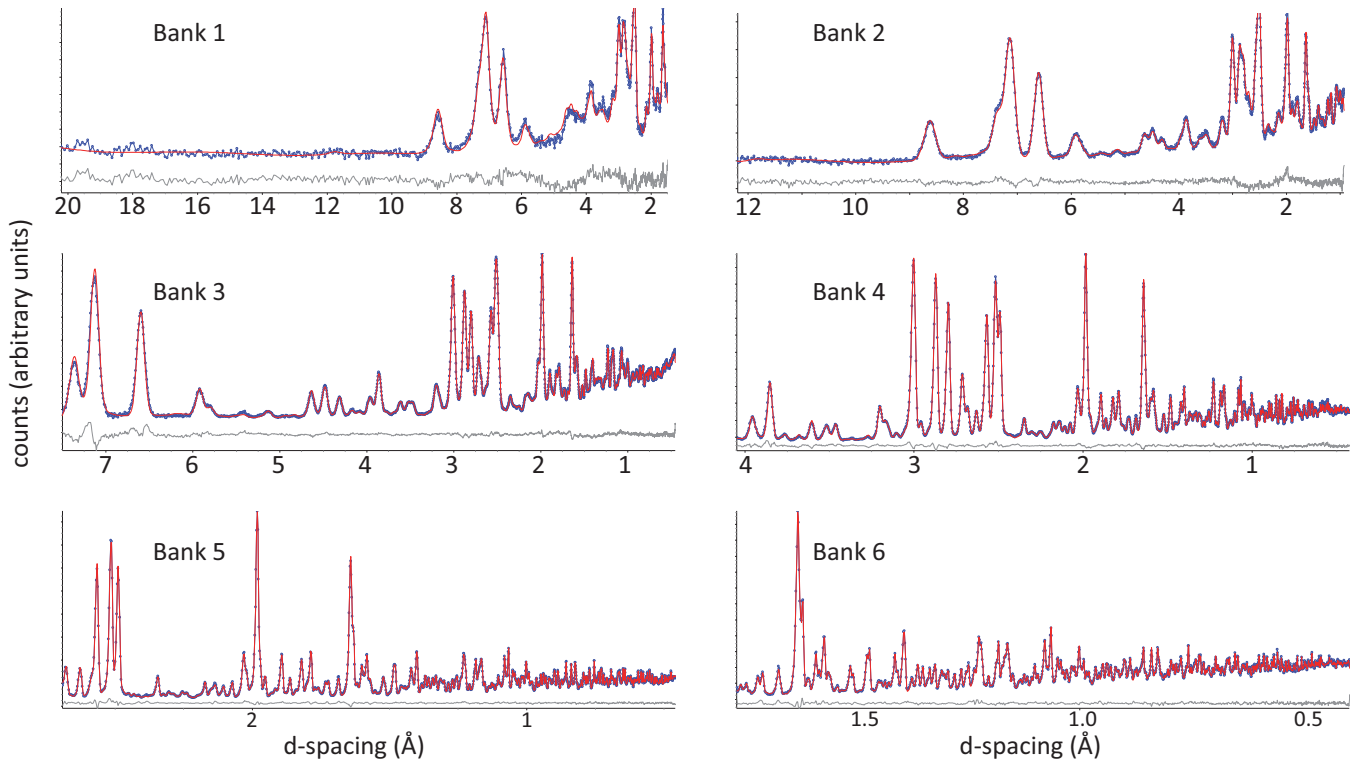 Bank 1
Bank 2
20 18 16 14 12 10 8 6 4 2
12 10 8 6 4 2
counts (arbitrary units)
Bank 3
Bank 4
7 6 5 4 3 2 1
4 3 2 1
Bank 5
Bank 6
2 1
1.5 1.0 0.5
d-spacing (Å)
d-spacing (Å)